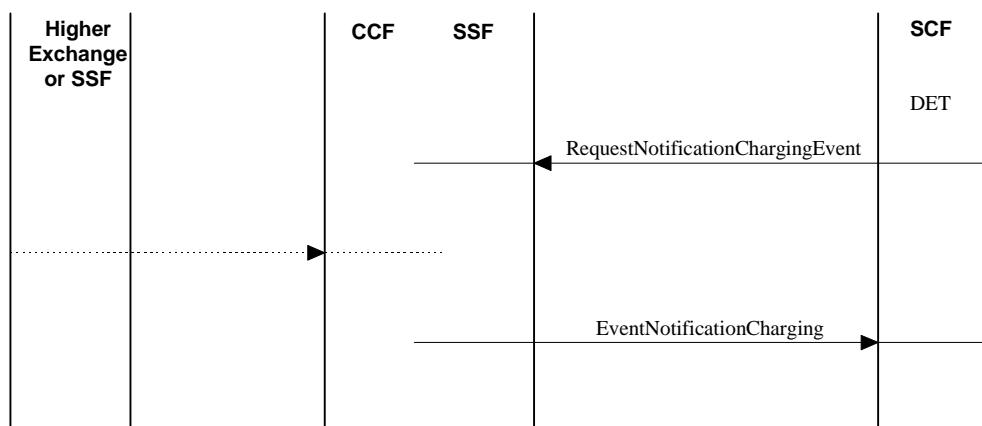 Higher
Exchange
or SSF
CCF
SSF
SCF
DET
RequestNotificationChargingEvent
EventNotificationCharging